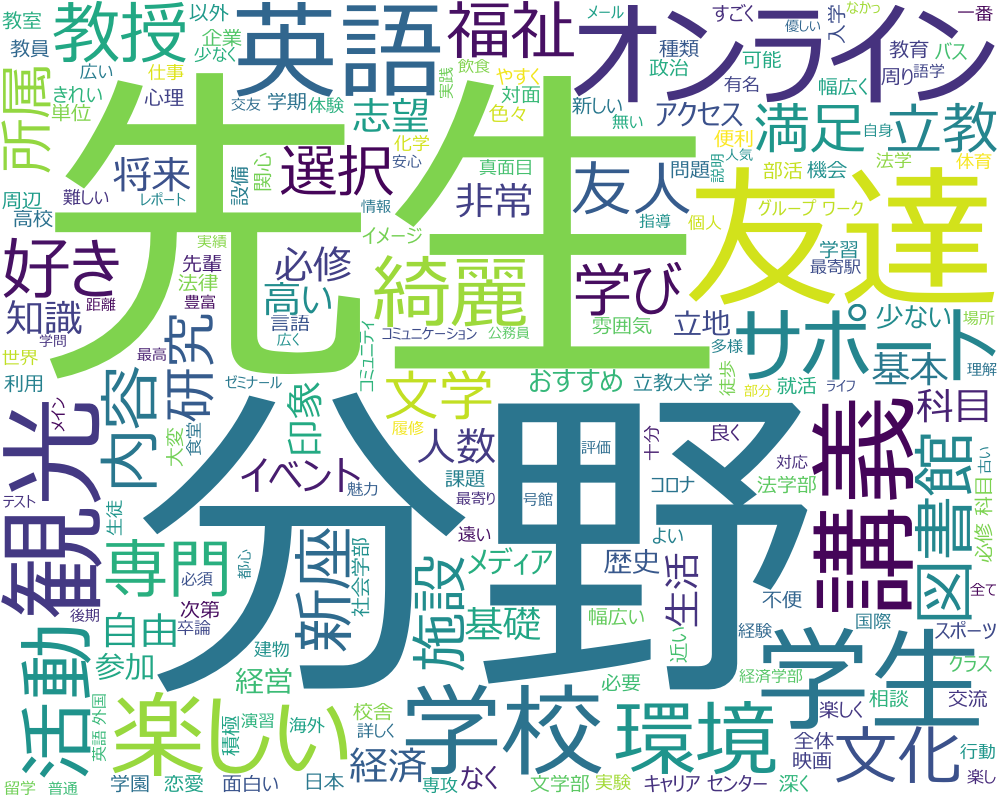 先生
分野
英語
オンライン
教授
福祉
友達
友人
立教
満足
所属
選択
志望
将来
好き
知識
必修
高い
綺麗
学び
非常
サポート
少ない
基本
立地
観光
内容
研究
印象
文学
おすすめ
人数
イベント
講義
科目
図書館
専門
自由
活動
参加
新座
施設
基礎
メディア
歴史
生活
学生
楽しい
学校
環境
文化
経営
経済
なく
教室
教員
以外
企業
少なく
広い
きれい
単位
仕事
心理
交友
学期
体験
飲食
実践
やすく
対面
色々
メール
優しい
なかっ
すごく
新しい
無い
種類
政治
可能
有名
入学
幅広く
教育
周り
バス
語学
一番
アクセス
便利
自身
問題
説明
人気
部活
機会
法学
体育
周辺
高校
難しい
レポート
設備
関心
化学
安心
情報
真面目
指導
個人
グループ ワーク
イメージ
学習
最寄駅
実績
先輩
法律
豊富
距離
学問
世界
利用
最高
言語
広く
コミュニティ
コミュニケーション
公務員
雰囲気
多様
場所
理解
ゼミナール
立教大学
徒歩
就活
部分
ライフ
メイン
大変
食堂
履修
課題
魅力
最寄り
十分
評価
良く
対応
コロナ
法学部
号館
古い
必修 科目
テスト
生徒
遠い
よい
都心
必須
社会学部
後期
次第
卒論
不便
全て
国際
スポーツ
幅広い
近い
経験
建物
クラス
経済学部
必要
相談
交流
楽しく
英語 外国
積極
演習
海外
校舎
詳しく
全体
映画
行動
留学
普通
学園
恋愛
面白い
日本
専攻
文学部
実験
キャリア センター
深く
楽し